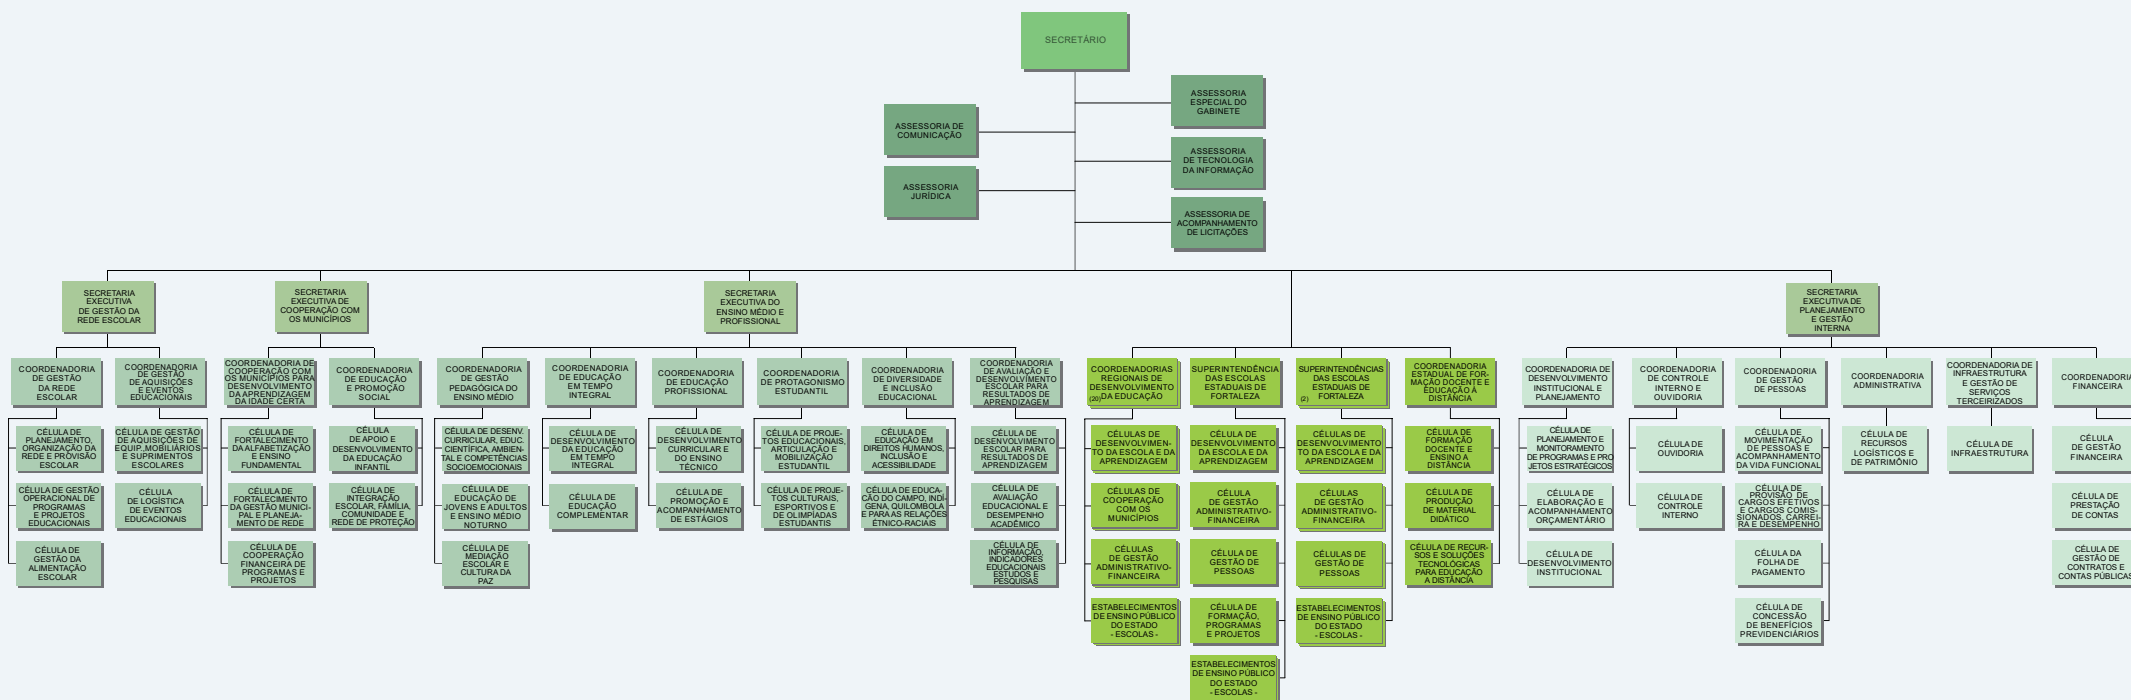 SECRETÁRIO
ASSESSORIA
ESPECIAL DO
GABINETE
ASSESSORIA DE
COMUNICAÇÃO
ASSESSORIA
DE TECNOLOGIA
DA INFORMAÇÃO
ASSESSORIA
JURÍDICA
ASSESSORIA DE
ACOMPANHAMENTO
DE LICITAÇÕES
SECRETARIA
EXECUTIVA
DE GESTÃO DA
REDE ESCOLAR
SECRETARIA
EXECUTIVA DE
COOPERAÇÃO COM
OS MUNICÍPIOS
SECRETARIA
EXECUTIVA DO
ENSINO MÉDIO E
PROFISSIONAL
SECRETARIA
EXECUTIVA DE
PLANEJAMENTO
E GESTÃO
INTERNA
COORDENADORIA
DE GESTÃO
DA REDE
ESCOLAR
COORDENADORIA
DE GESTÃO
DE AQUISIÇÕES
E EVENTOS
EDUCACIONAIS
COORDENADORIA DE
COOPERAÇÃO COM
OS MUNICÍPIOS PARA
DESENVOLVIMENTO
DA APRENDIZAGEM
DA IDADE CERTA
COORDENADORIA
DE EDUCAÇÃO
E PROMOÇÃO
SOCIAL
COORDENADORIA
DE GESTÃO
PEDAGÓGICA DO
ENSINO MÉDIO
COORDENADORIA
DE EDUCAÇÃO
EM TEMPO
INTEGRAL
COORDENADORIA
DE EDUCAÇÃO
PROFISSIONAL
COORDENADORIA
DE PROTAGONISMO
ESTUDANTIL
COORDENADORIA
DE DIVERSIDADE
E INCLUSÃO
EDUCACIONAL
COORDENADORIA
DE AVALIAÇÃO E
DESENVOLVIMENTO
ESCOLAR PARA
RESULTADOS DE
APRENDIZAGEM
COORDENADORIAS
REGIONAIS DE
DESENVOLVIMENTO
(20) DA EDUCAÇÃO
SUPERINTENDÊNCIA
DAS ESCOLAS
ESTADUAIS DE
FORTALEZA
SUPERINTENDÊNCIAS
DAS ESCOLAS
ESTADUAIS DE
(2) FORTALEZA
COORDENADORIA
ESTADUAL DE FOR-
MAÇÃO DOCENTE E
EDUCAÇÃO À
DISTÂNCIA
COORDENADORIA DE
DESENVOLVIMENTO
INSTITUCIONAL E
PLANEJAMENTO
COORDENADORIA
DE CONTROLE
INTERNO E
OUVIDORIA
COORDENADORIA
DE GESTÃO
DE PESSOAS
COORDENADORIA
ADMINISTRATIVA
COORDENADORIA DE
INFRAESTRUTURA
E GESTÃO DE
SERVIÇOS
TERCEIRIZADOS
COORDENADORIA
FINANCEIRA
CÉLULA DE
PLANEJAMENTO,
ORGANIZAÇÃO DA
REDE E PROVISÃO
ESCOLAR
CÉLULA DE GESTÃO
DE AQUISIÇÕES DE
EQUIP.,MOBILIÁRIOS
E SUPRIMENTOS
ESCOLARES
CÉLULA DE
FORTALECIMENTO
DA ALFABETIZAÇÃO
E ENSINO
FUNDAMENTAL
CÉLULA
DE APOIO E
DESENVOLVIMENTO
DA EDUCAÇÃO
INFANTIL
CÉLULA DE DESENV.
CURRICULAR, EDUC.
CIENTÍFICA, AMBIEN-
TAL E COMPETÊNCIAS
SOCIOEMOCIONAIS
CÉLULA DE
DESENVOLVIMENTO
DA EDUCAÇÃO
INTEGRAL
CÉLULA DE
DESENVOLVIMENTO
CURRICULAR E
DO ENSINO
TÉCNICO
CÉLULA DE PROJE-
TOS EDUCACIONAIS,
ARTICULAÇÃO E
MOBILIZAÇÃO
ESTUDANTIL
CÉLULA DE
EDUCAÇÃO EM
DIREITOS HUMANOS,
INCLUSÃO E
ACESSIBILIDADE
CÉLULA DE
DESENVOLVIMENTO
ESCOLAR PARA
RESULTADOS DE
APRENDIZAGEM
CÉLULAS DE
DESENVOLVIMEN-
TO DA ESCOLA E DA
APRENDIZAGEM
CÉLULA DE
DESENVOLVIMENTO
DA ESCOLA E DA
APRENDIZAGEM
CÉLULAS DE
DESENVOLVIMENTO
TO DA ESCOLA E DA
APRENDIZAGEM
CÉLULA DE
FORMAÇÃO
DOCENTE E
A DISTÂNCIA
CÉLULA DE
PLANEJAMENTO E
MONITORAMENTO
DE PROGRAMAS E PRO
JETOS ESTRATÉGICOS
CÉLULA DE
OUVIDORIA
CÉLULA DE
MOVIMENTAÇÃO
DE PESSOAS E
ACOMPANHAMENTO
DA VIDA FUNCIONAL
CÉLULA DE
RECURSOS
LOGÍSTICOS E
DE PATRIMÔNIO
CÉLULA DE
INFRAESTRUTURA
CÉLULA
DE GESTÃO
FINANCEIRA
CÉLULA DE GESTÃO
OPERACIONAL DE
PROGRAMAS
E PROJETOS
EDUCACIONAIS
CÉLULA
DE LOGÍSTICA
DE EVENTOS
EDUCACIONAIS
CÉLULA DE
FORTALECIMENTO
DA GESTÃO MUNICI-
PAL E PLANEJA-
MENTO DE REDE
CÉLULA DE
INTEGRAÇÃO
ESCOLAR, FAMÍLIA,
COMUNIDADE E
REDE DE PROTEÇÃO
CÉLULA DE
EDUCAÇÃO DE
JOVENS E ADULTOS
E ENSINO MÉDIO
NOTURNO
CÉLULA DE
EDUCAÇÃO
COMPLEMENTAR
CÉLULA DE
PROMOÇÃO E
ACOMPANHAMENTO
DE ESTÁGIOS
CÉLULA DE PROJE-
TOS CULTURAIS,
ESPORTIVOS E
DE OLIMPÍADAS
ESTUDANTIS
CÉLULA DE EDUCA-
ÇÃO DO CAMPO, INDÍ-
GENA, QUILOMBOLA
E PARA AS RELAÇÕES
ÉTNICO-RACIAIS
CÉLULA DE
AVALIAÇÃO
EDUCACIONAL E
DESEMPENHO
ACADÊMICO
CÉLULAS DE
COOPERAÇÃO
COM OS
MUNICÍPIOS
CÉLULA
DE GESTÃO
ADMINISTRATIVO-
FINANCEIRA
CÉLULAS
DE GESTÃO
ADMINISTRATIVO-
FINANCEIRA
CÉLULA DE
PRODUÇÃO
DE MATERIAL
DIDÁTICO
CÉLULA DE
ELABORAÇÃO E
ACOMPANHAMENTO
ORÇAMENTÁRIO
CÉLULA DE
CONTROLE
INTERNO
CÉLULA DE
PROVISÃO DE
CARGOS EFETIVOS
E CARGOS COMIS-
SIONADOS, CARREI-
RA E DESEMPENHO
CÉLULA DE
PRESTAÇÃO
DE CONTAS
CÉLULA DE
GESTÃO DA
ALIMENTAÇÃO
ESCOLAR
CÉLULA DE
COOPERAÇÃO
FINANCEIRA DE
PROGRAMAS E
PROJETOS
CÉLULA DE
MEDIAÇÃO
ESCOLAR E
CULTURA DA
PAZ
CÉLULA DE
INFORMAÇÃO,
INDICADORES
EDUCACIONAIS
ESTUDOS E
PESQUISAS
CÉLULAS
DE GESTÃO
ADMINISTRATIVO-
FINANCEIRA
CÉLULA DE
GESTÃO DE
PESSOAS
CÉLULAS DE
GESTÃO DE
PESSOAS
CÉLULA DE RECUR-
SOS E SOLUÇÕES
TECNOLÓGICAS
PARA EDUCAÇÃO
A DISTÂNCIA
CÉLULA DE
DESENVOLVIMENTO
INSTITUCIONAL
CÉLULA DA
FOLHA DE
PAGAMENTO
CÉLULA DE
GESTÃO DE
CONTRATOS E
CONTAS PÚBLICAS
ESTABELECIMENTOS
DE ENSINO PÚBLICO
DO ESTADO
- ESCOLAS -
CÉLULA DE
FORMAÇÃO,
PROGRAMAS
E PROJETOS
ESTABELECIMENTOS
DE ENSINO PÚBLICO
DO ESTADO
- ESCOLAS -
CÉLULA DE
CONCESSÃO
DE BENEFÍCIOS
PREVIDENCIÁRIOS
ESTABELECIMENTOS
DE ENSINO PÚBLICO
DO ESTADO
- ESCOLAS -